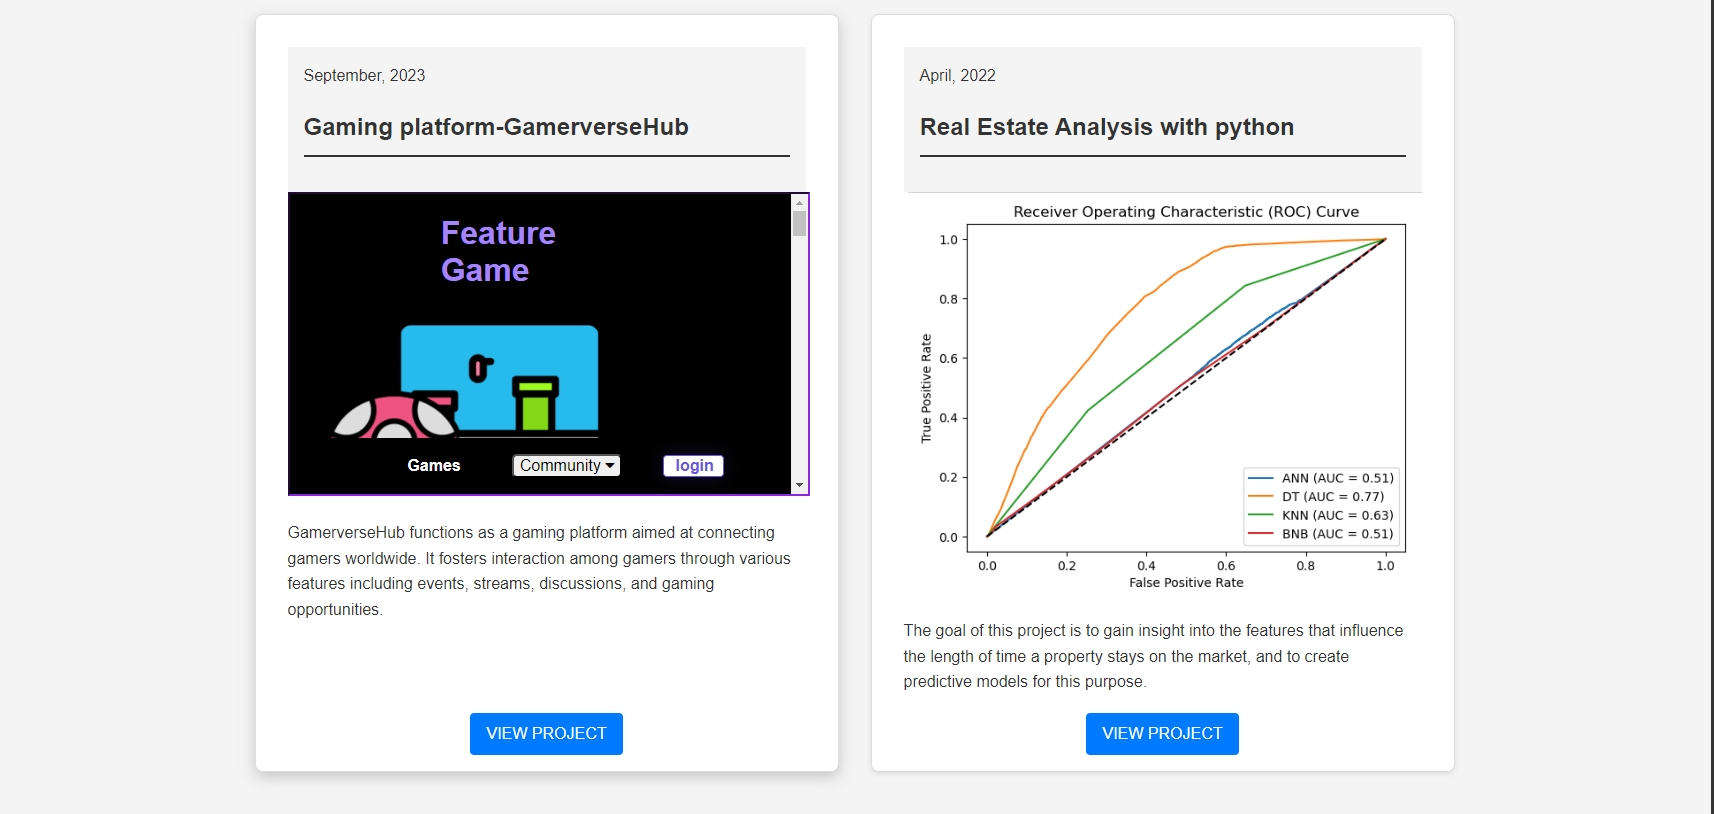 September, 2023
Gaming platform-GamerverseHub
Feature
Game
Games
Community
login
GamerverseHub functions as a gaming platform aimed at connecting
gamers worldwide. It fosters interaction among gamers through various
features including events, streams, discussions, and gaming
opportunities.
VIEW PROJECT
April, 2022
Real Estate Analysis with python
Receiver Operating Characteristic (ROC) Curve
True Positive Rate
1.0
0.8
0.6
0.4
0.2
0.0
ANN (AUC = 0.51)
DT (AUC = 0.77)
KNN (AUC = 0.63)
BNB (AUC = 0.51)
0.0 0.2 0.4 0.6 0.8 1.0
False Positive Rate
The goal of this project is to gain insight into the features that influence
the length of time a property stays on the market, and to create
predictive models for this purpose.
VIEW PROJECT